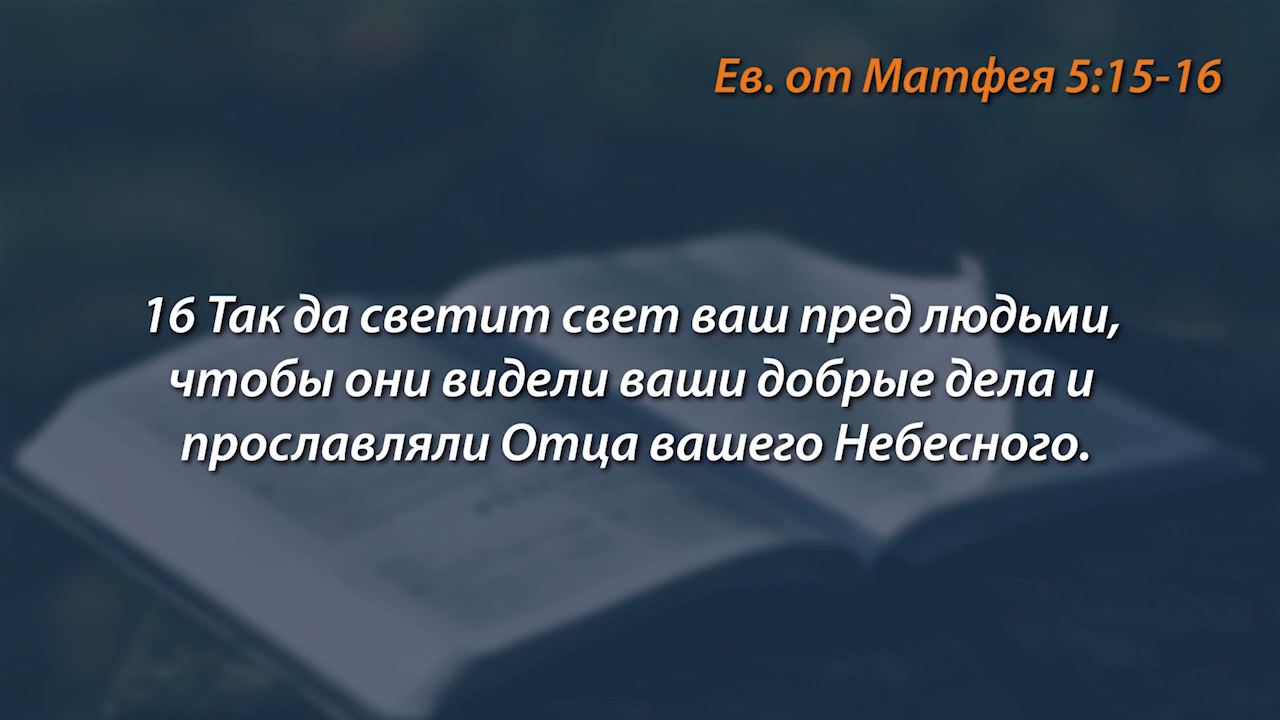 Ев. от Матфея 5:15-16
16 Так да светит свет ваш пред людьми,
чтобы они видели ваши добрые дела и
прославляли Отца вашего Небесного.